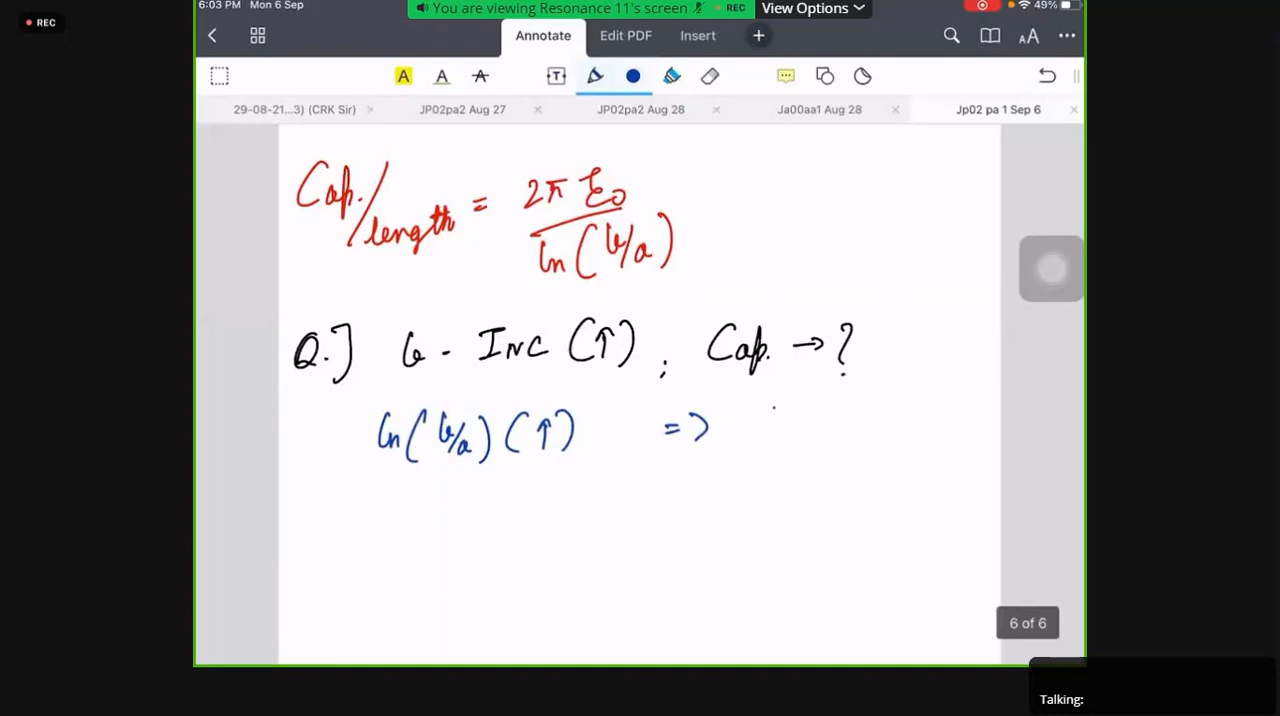 6:03 PM Mon 6 Sep
You are viewing Resonance 11's screen
REC
View Options
49%
REC
Annotate
Edit PDF
Insert
+
AA
...
A A A T
29-08-21...3) (CRK Sir) ×
JP02pa2 Aug 27 ×
JP02pa2 Aug 28 ×
Ja00aa1 Aug 28 ×
Jp02 pa 1 Sep 6 ×
Cap./length = 2π ε₀
ln(b/a)
Q.] b - INC (↑) ; Cap. → ?
ln(b/a) (↑) =>
6 of 6
Talking: